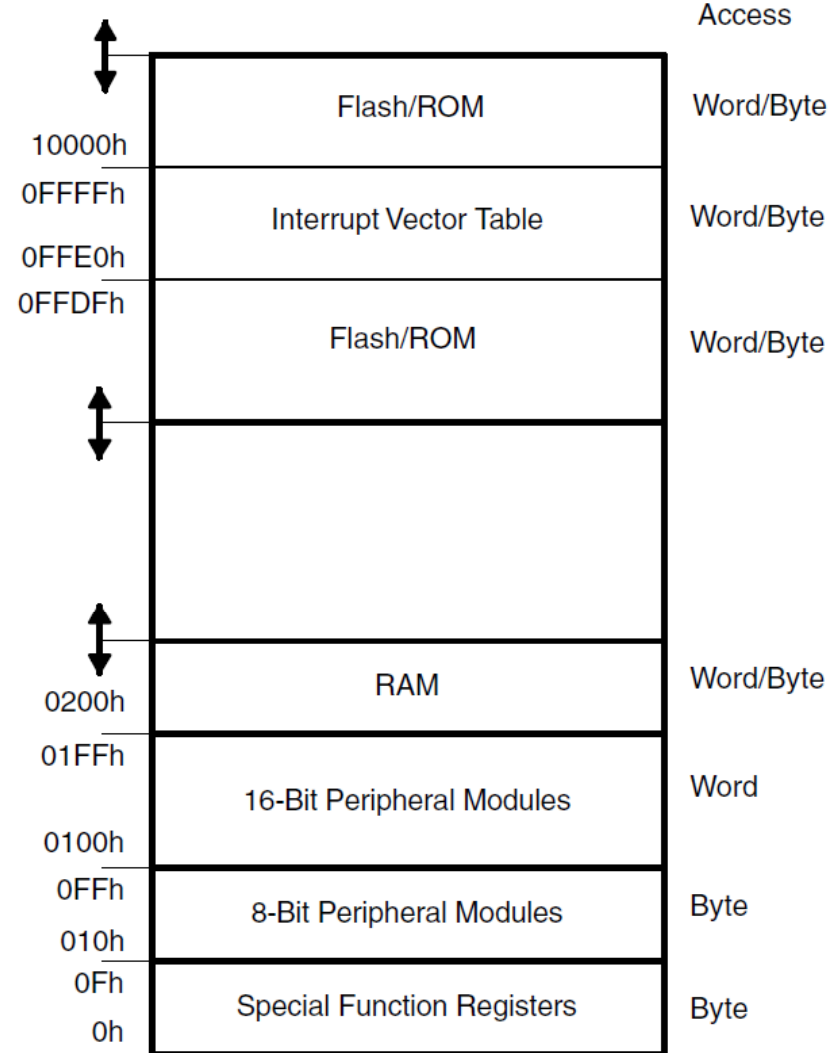 Access
Flash/ROM Word/Byte
10000h
0FFFFh
Interrupt Vector Table Word/Byte
0FFE0h
0FFDFh
Flash/ROM Word/Byte
RAM Word/Byte
0200h
01FFh
16-Bit Peripheral Modules Word
0100h
0FFh
8-Bit Peripheral Modules Byte
010h
0Fh
Special Function Registers Byte
0h